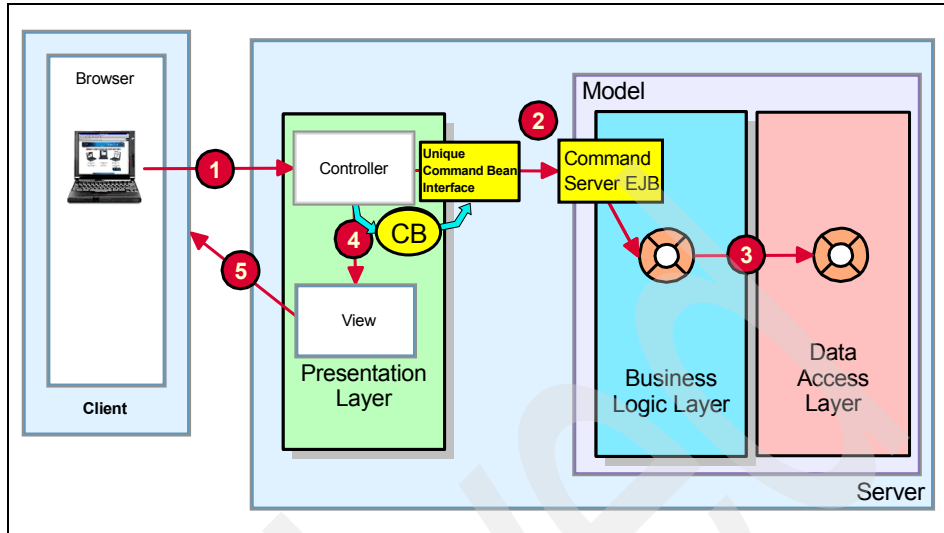 Browser
Client
1
5
Controller
4
CB
View
Presentation
Layer
Unique
Command Bean
Interface
2
Model
Command
Server EJB
3
Business
Logic Layer
Data
Access
Layer
Server